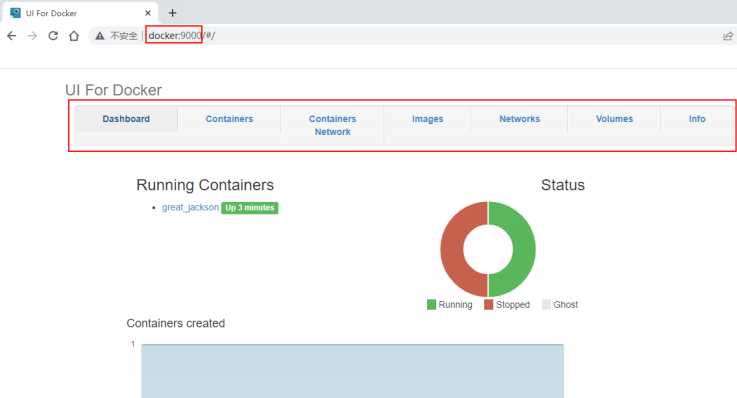 UI For Docker
不安全 | docker:9000/#/
UI For Docker
Dashboard Containers Containers Network Images Networks Volumes Info
Running Containers
great_jackson Up 3 minutes
Status
Running Stopped Ghost
Containers created
1